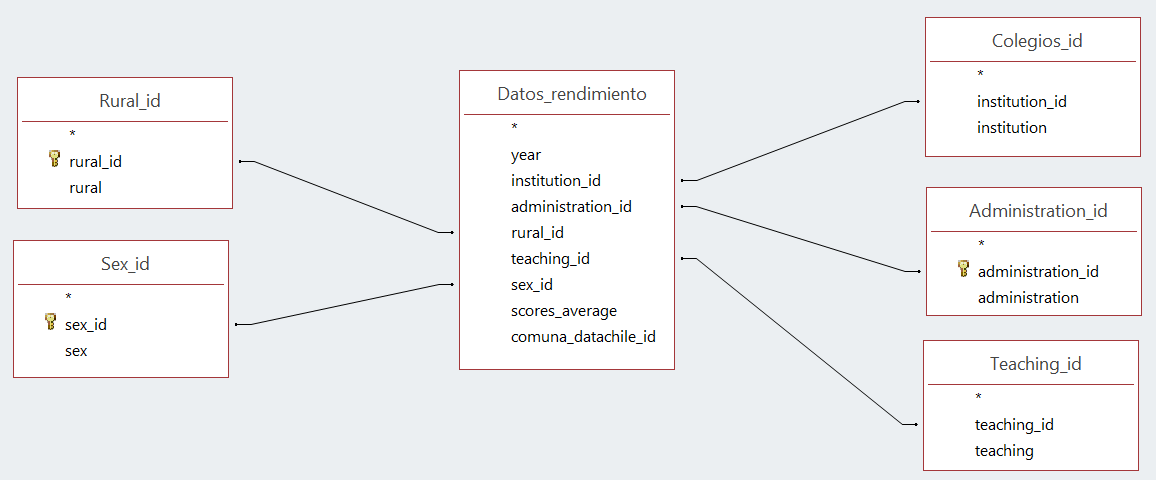 Rural_id
*
rural_id
rural
Sex_id
*
sex_id
sex
Datos_rendimiento
*
year
institution_id
administration_id
rural_id
teaching_id
sex_id
scores_average
comuna_datachile_id
Colegios_id
*
institution_id
institution
Administration_id
*
administration_id
administration
Teaching_id
*
teaching_id
teaching